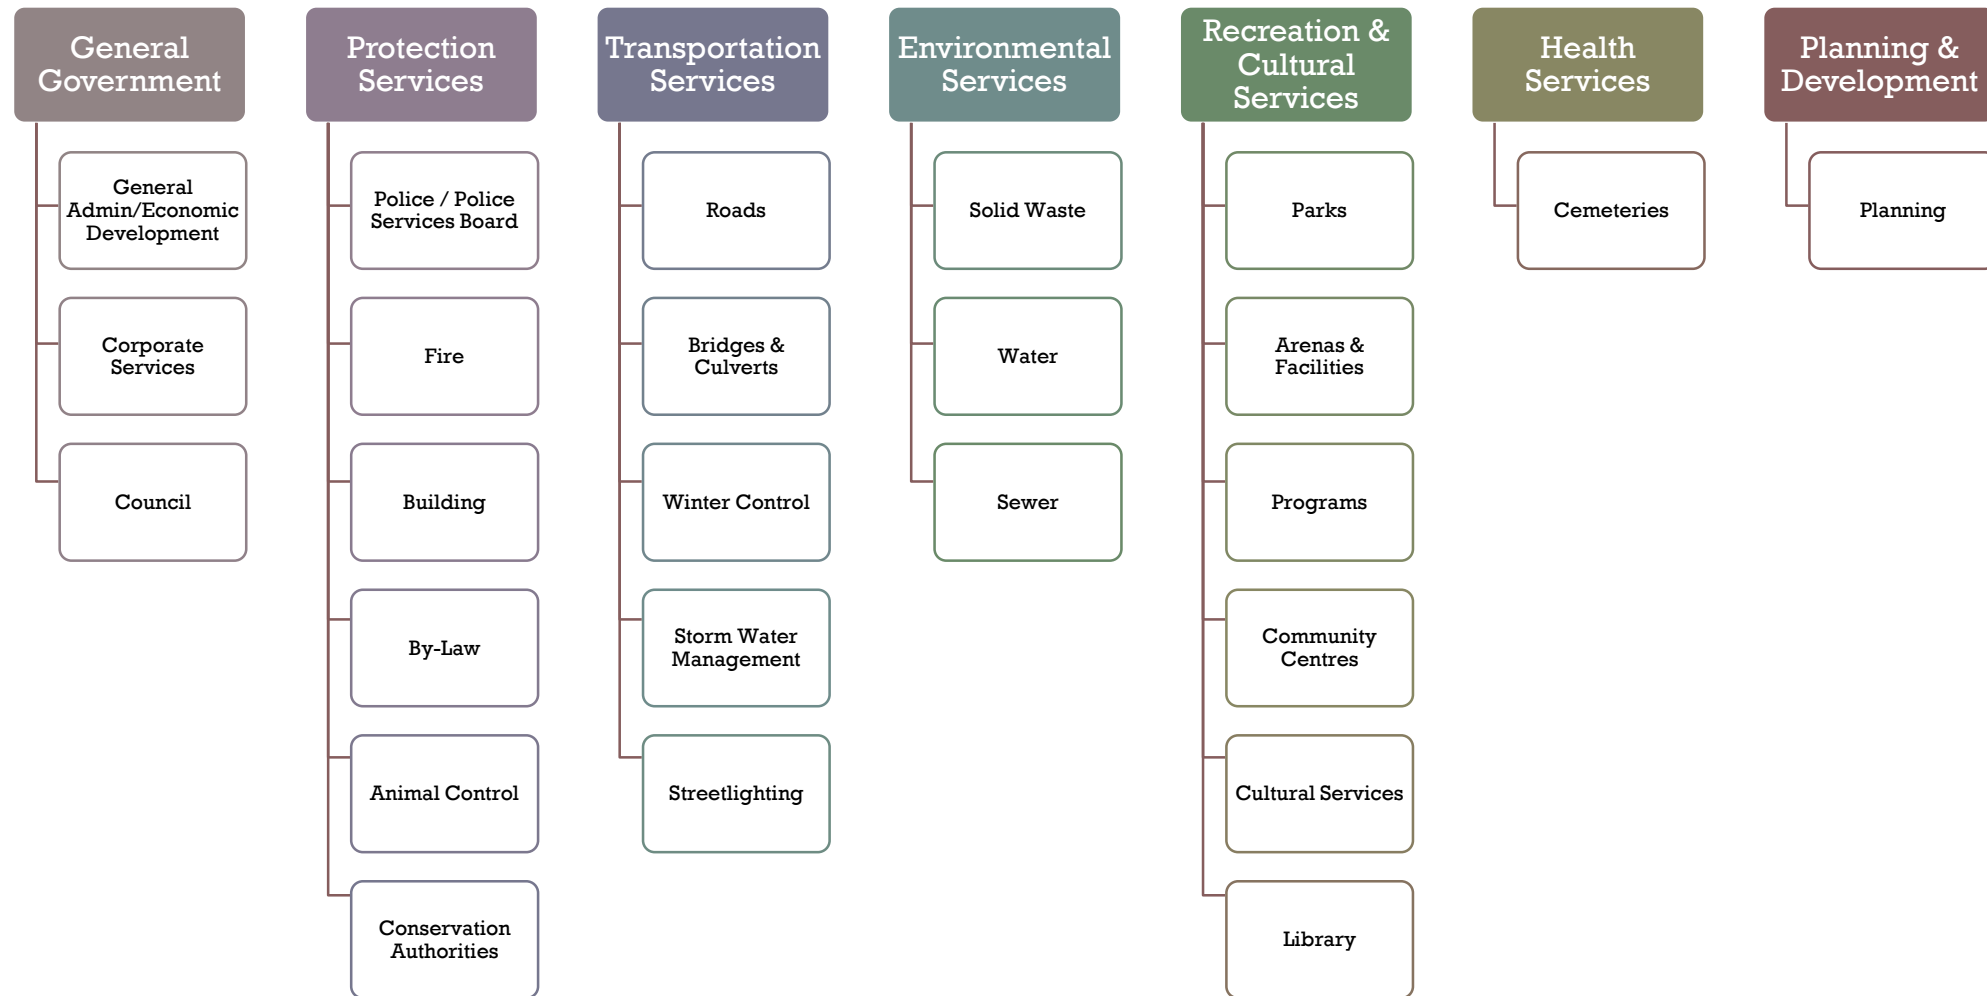 General
Government
General
Admin/Economic
Development
Corporate
Services
Council
Protection
Services
Police / Police
Services Board
Fire
Building
By-Law
Animal Control
Conservation
Authorities
Transportation
Services
Roads
Bridges &
Culverts
Winter Control
Storm Water
Management
Streetlighting
Environmental
Services
Solid Waste
Water
Sewer
Recreation &
Cultural
Services
Parks
Arenas &
Facilities
Programs
Community
Centres
Cultural Services
Library
Health
Services
Cemeteries
Planning &
Development
Planning